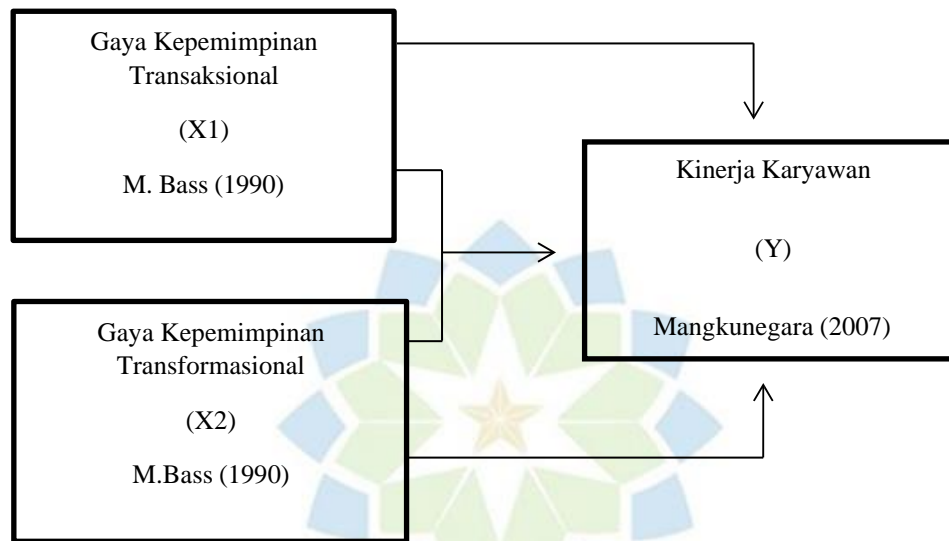 Gaya Kepemimpinan
Transaksional
(X1)
M. Bass (1990)
Kinerja Karyawan
(Y)
Mangkunegara (2007)
Gaya Kepemimpinan
Transformasional
(X2)
M.Bass (1990)